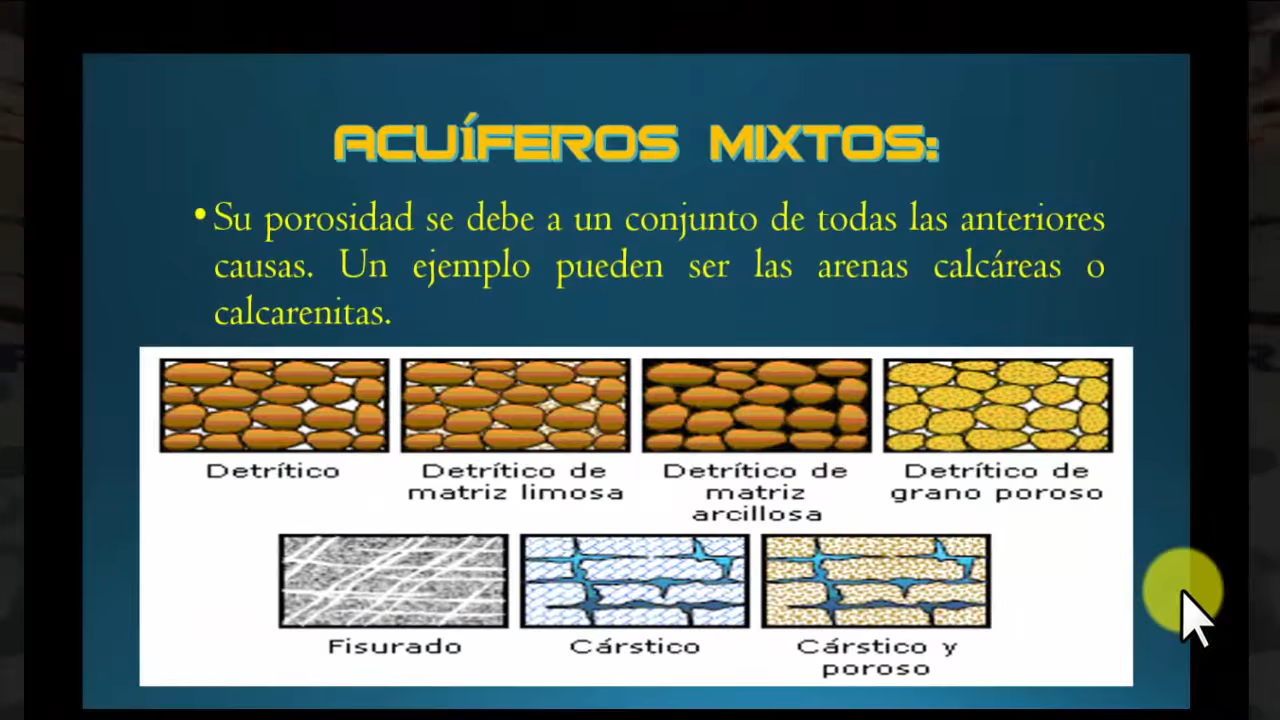 ACUÍFEROS MIXTOS:
• Su porosidad se debe a un conjunto de todas las anteriores
causas. Un ejemplo pueden ser las arenas calcáreas o
calcarenitas.
Detrítico
Detrítico de
matriz limosa
Detrítico de
matriz
arcillosa
Detrítico de
grano poroso
Fisurado
Cárstico
Cárstico y
poroso